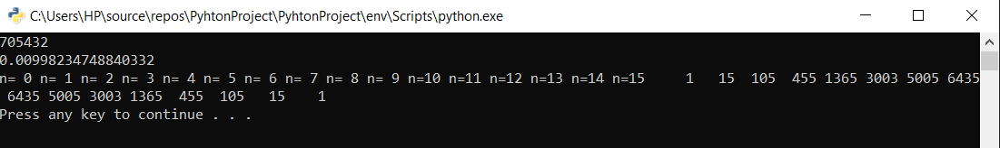 C:\Users\HP\source\repos\PyhtonProject\PyhtonProject\env\Scripts\python.exe
705432
0.00998234748840332
n= 0 n= 1 n= 2 n= 3 n= 4 n= 5 n= 6 n= 7 n= 8 n= 9 n=10 n=11 n=12 n=13 n=14 n=15     1   15  105  455 1365 3003 5005 6435
 6435 5005 3003 1365  455  105   15    1
Press any key to continue . . .